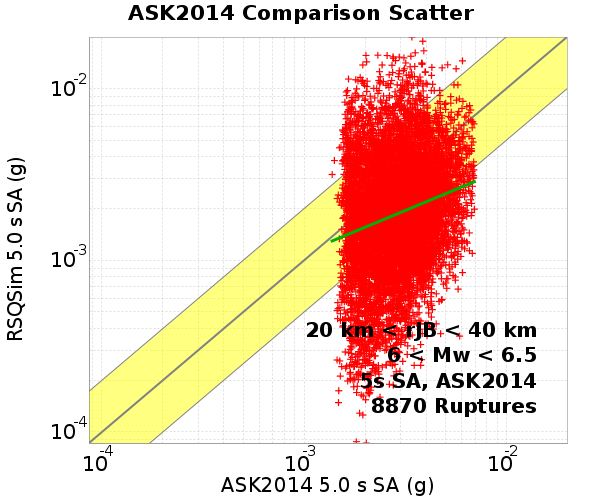 ASK2014 Comparison Scatter
RSQSim 5.0 s SA (g)
10-2
10-3
10-4
20 km < rJB < 40 km
6 < Mw < 6.5
5s SA, ASK2014
8870 Ruptures
10-4 10-3 10-2
ASK2014 5.0 s SA (g)